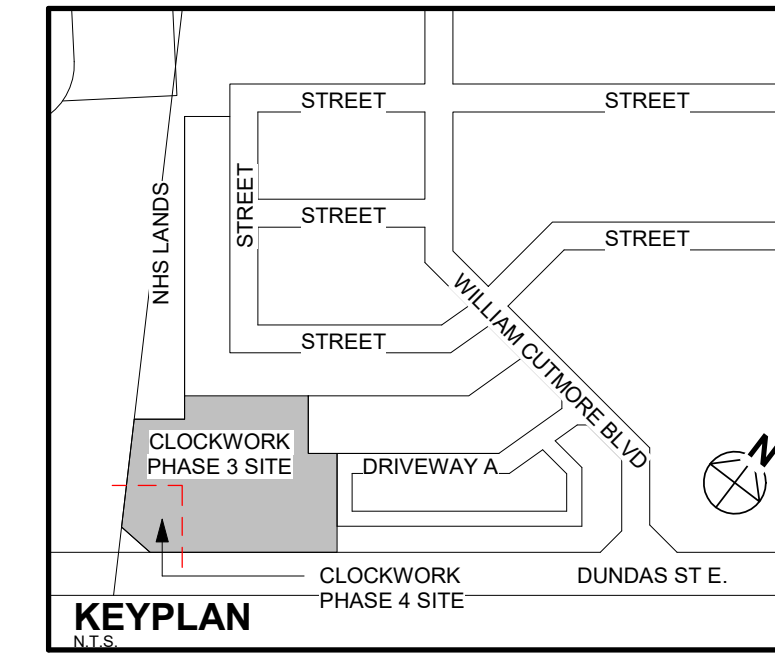 STREET
STREET
NHS LANDS
STREET
STREET
STREET
STREET
WILLIAM CUTMORE BLVD
CLOCKWORK
PHASE 3 SITE
DRIVEWAY A
N
CLOCKWORK
PHASE 4 SITE
DUNDAS ST E.
KEYPLAN
N.T.S.